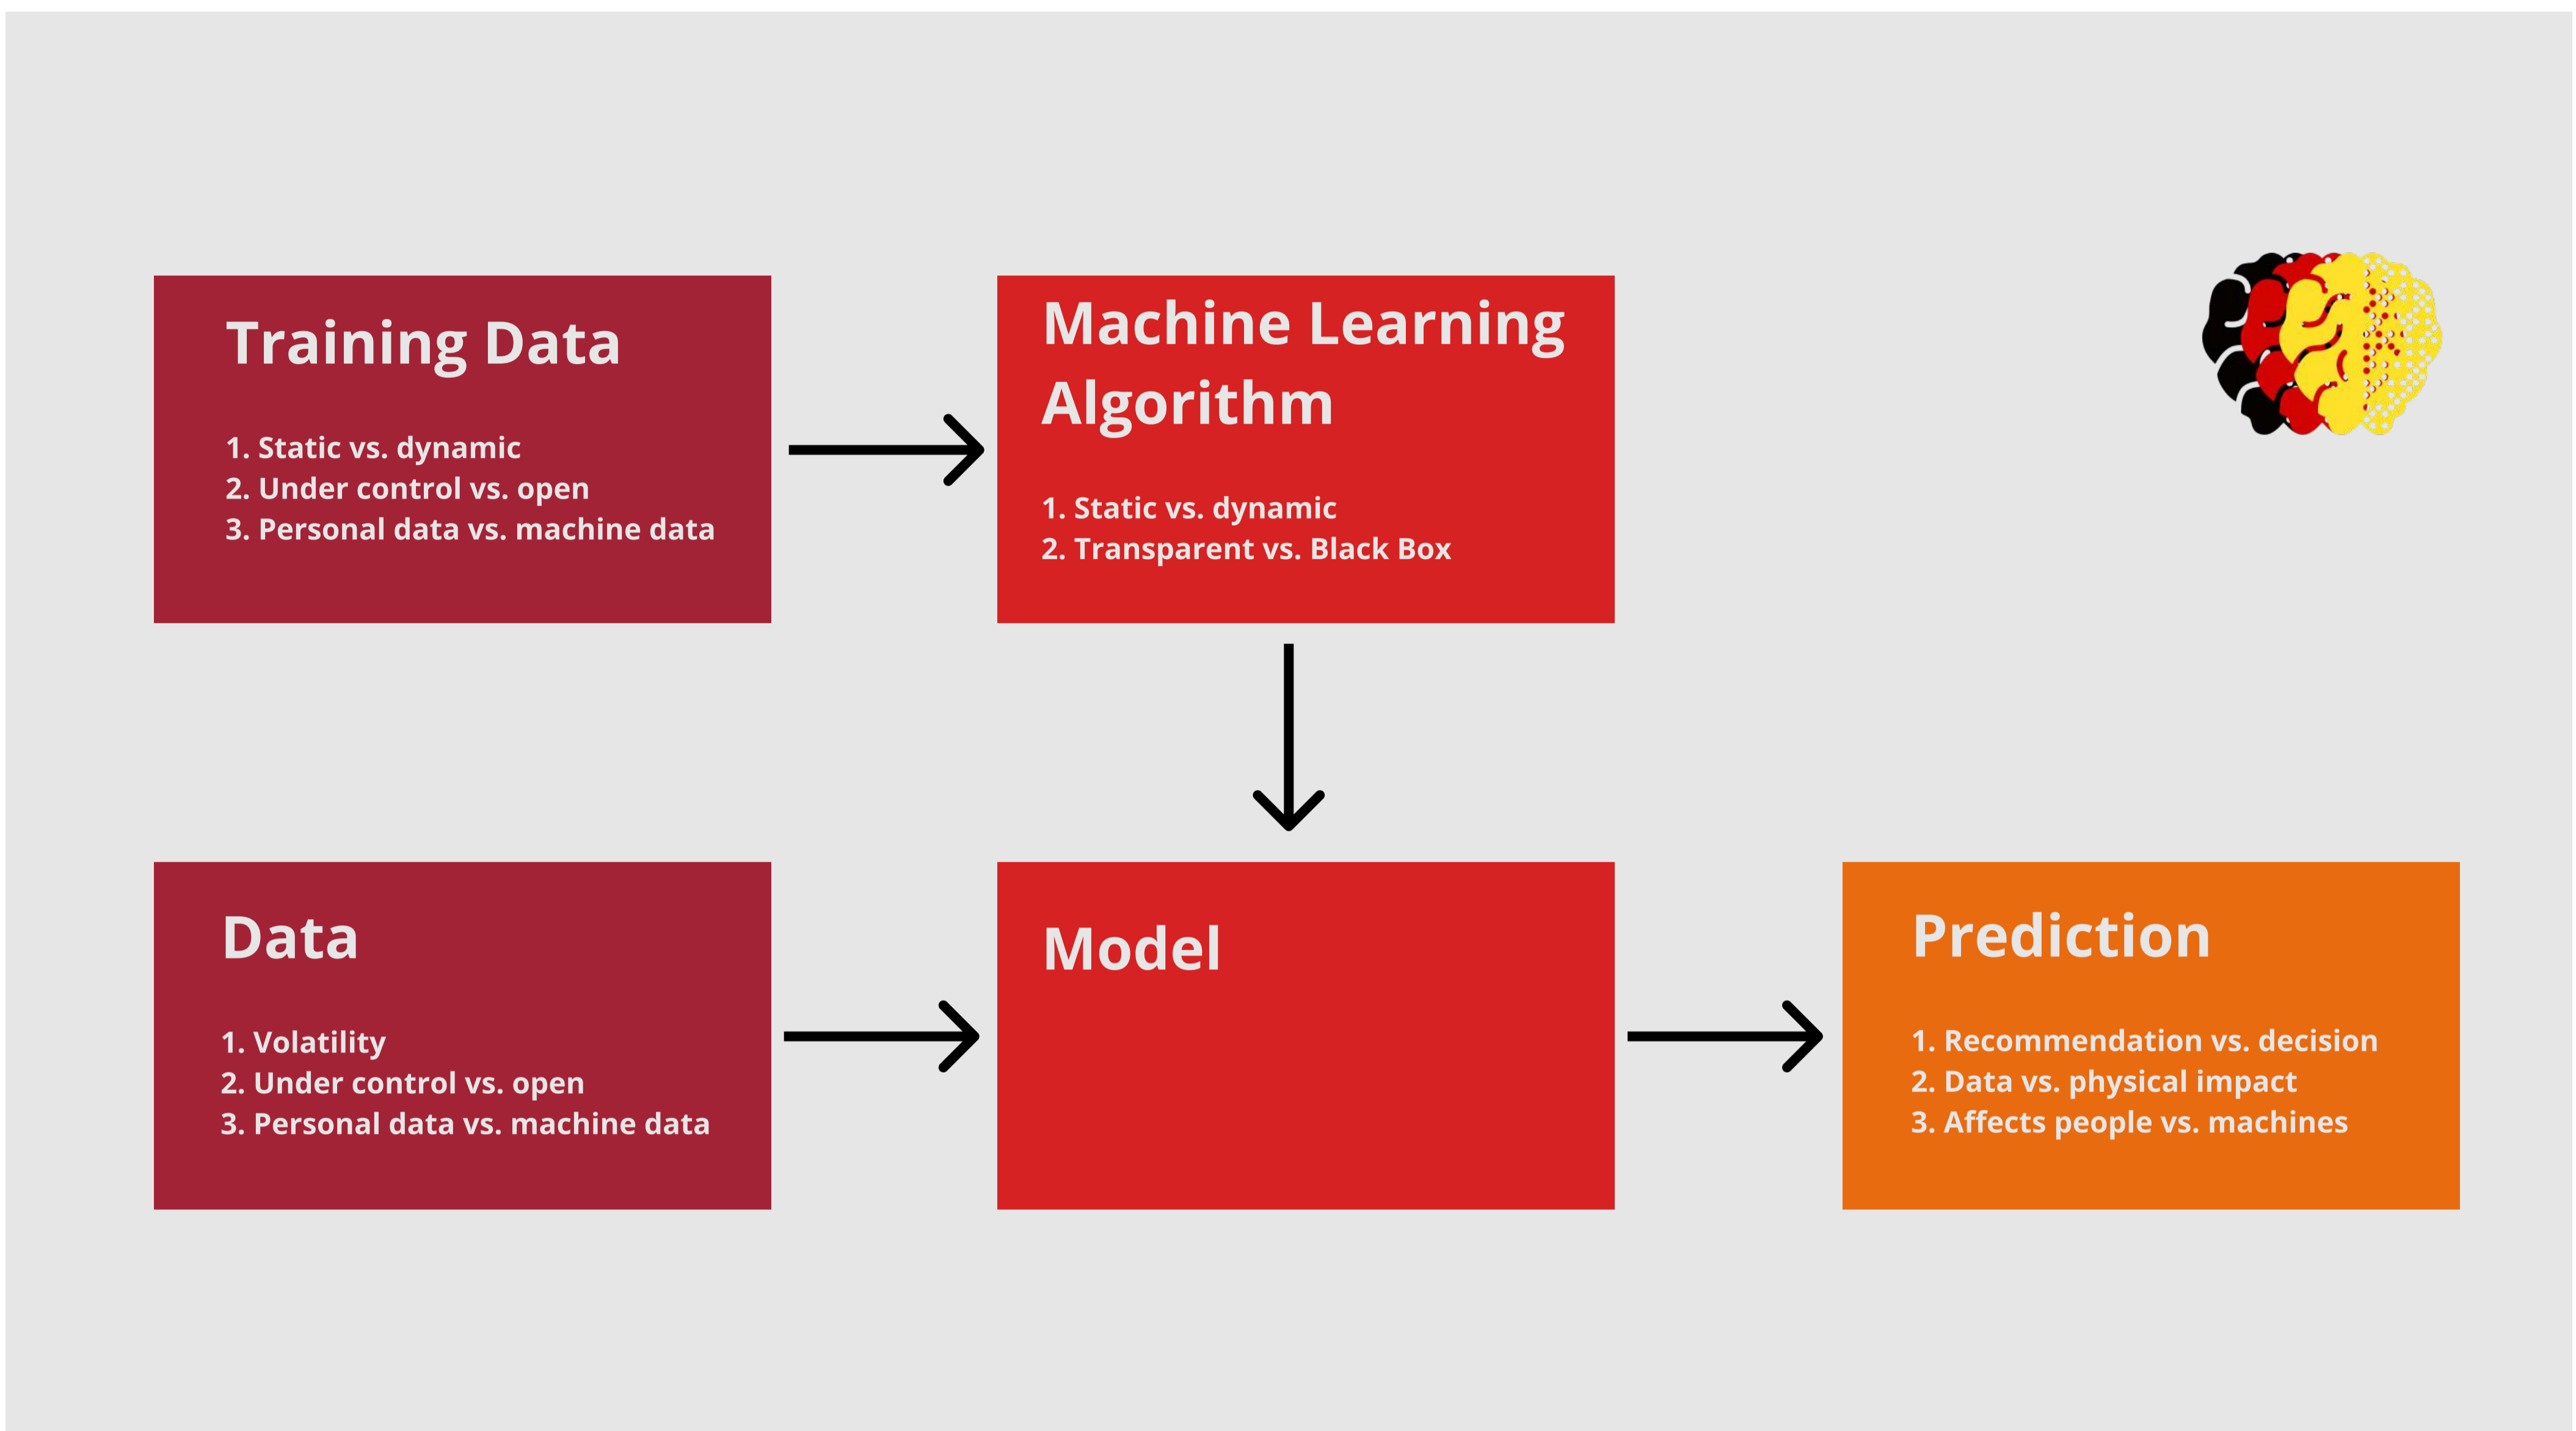 Training Data
1. Static vs. dynamic
2. Under control vs. open
3. Personal data vs. machine data
Machine Learning
Algorithm
1. Static vs. dynamic
2. Transparent vs. Black Box
Data
1. Volatility
2. Under control vs. open
3. Personal data vs. machine data
Model
Prediction
1. Recommendation vs. decision
2. Data vs. physical impact
3. Affects people vs. machines